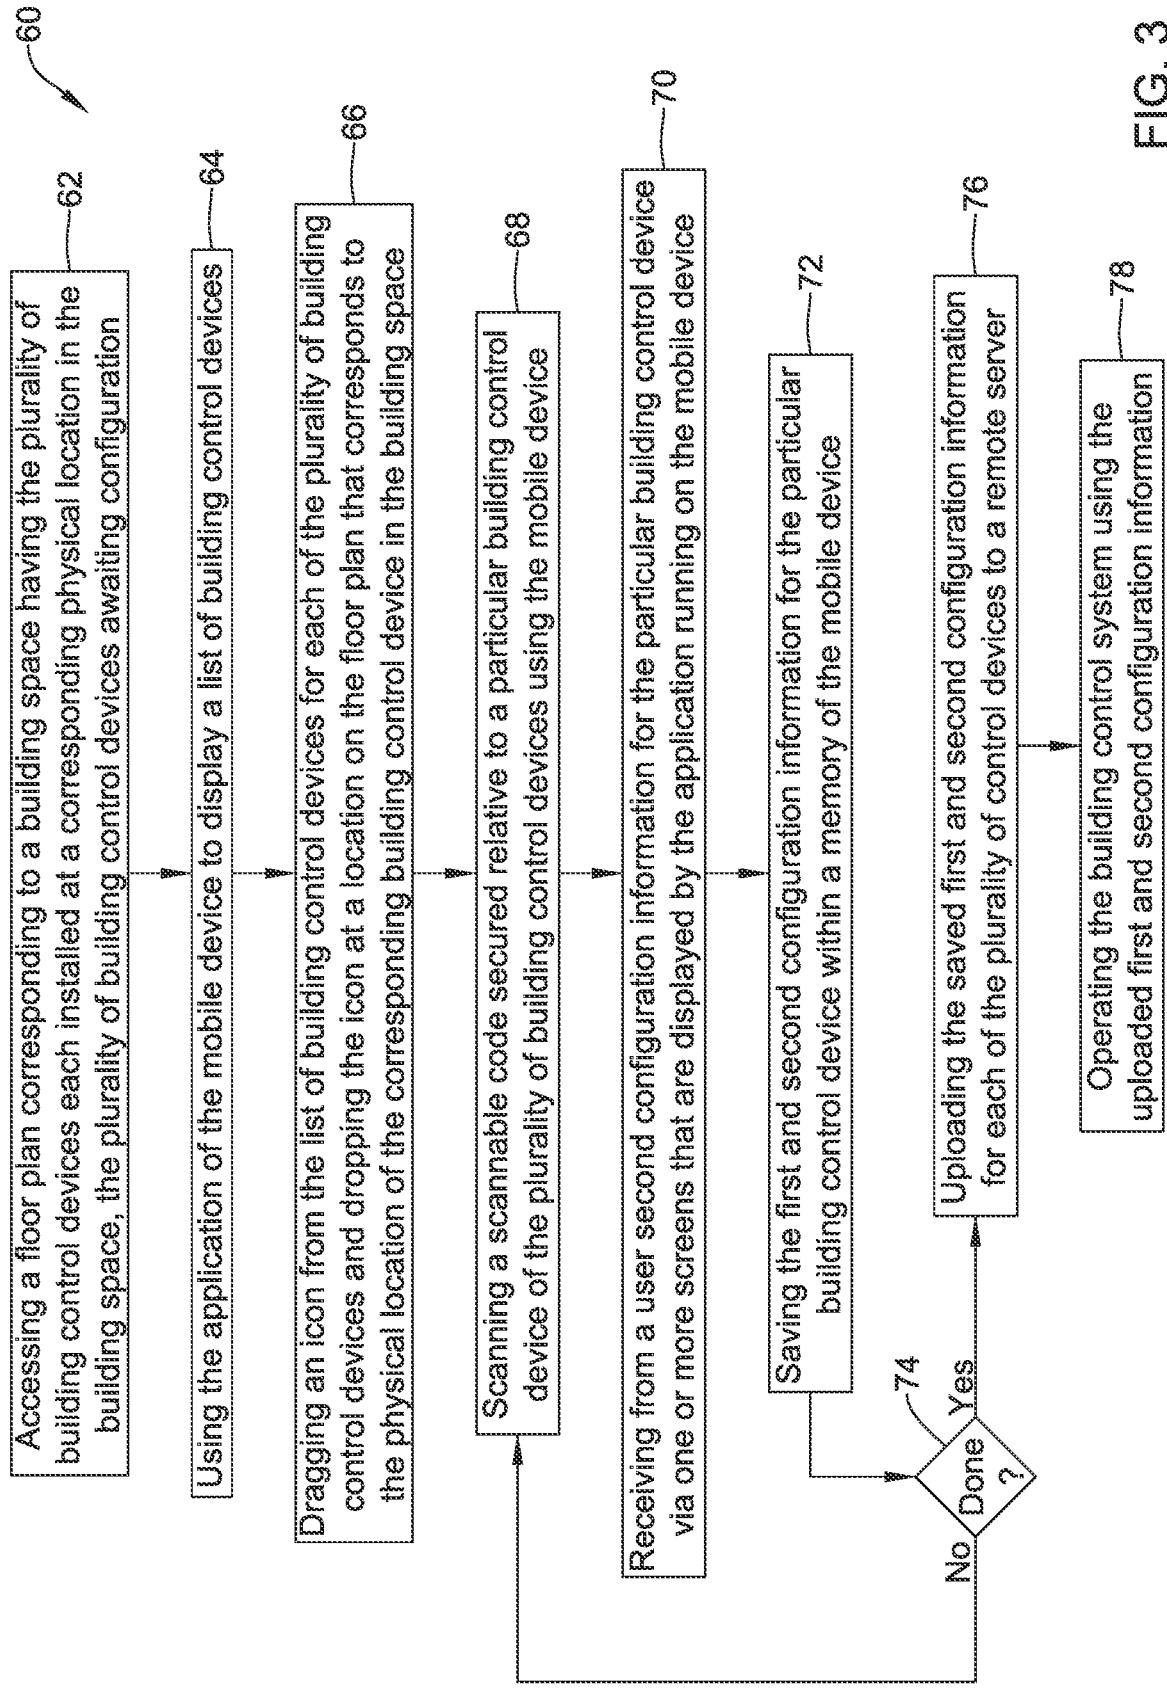 60
Accessing a floor plan corresponding to a building space having the plurality of
building control devices each installed at a corresponding physical location in the
building space, the plurality of building control devices awaiting configuration
62
Using the application of the mobile device to display a list of building control devices
64
Dragging an icon from the list of building control devices for each of the plurality of building
control devices and dropping the icon at a location on the floor plan that corresponds to
the physical location of the corresponding building control device in the building space
66
Scanning a scannable code secured relative to a particular building control
device of the plurality of building control devices using the mobile device
68
Receiving from a user second configuration information for the particular building control device
via one or more screens that are displayed by the application running on the mobile device
70
Saving the first and second configuration information for the particular
building control device within a memory of the mobile device
72
74
Done
?
No
Yes
Uploading the saved first and second configuration information
for each of the plurality of control devices to a remote server
76
Operating the building control system using the
uploaded first and second configuration information
78
FIG. 3